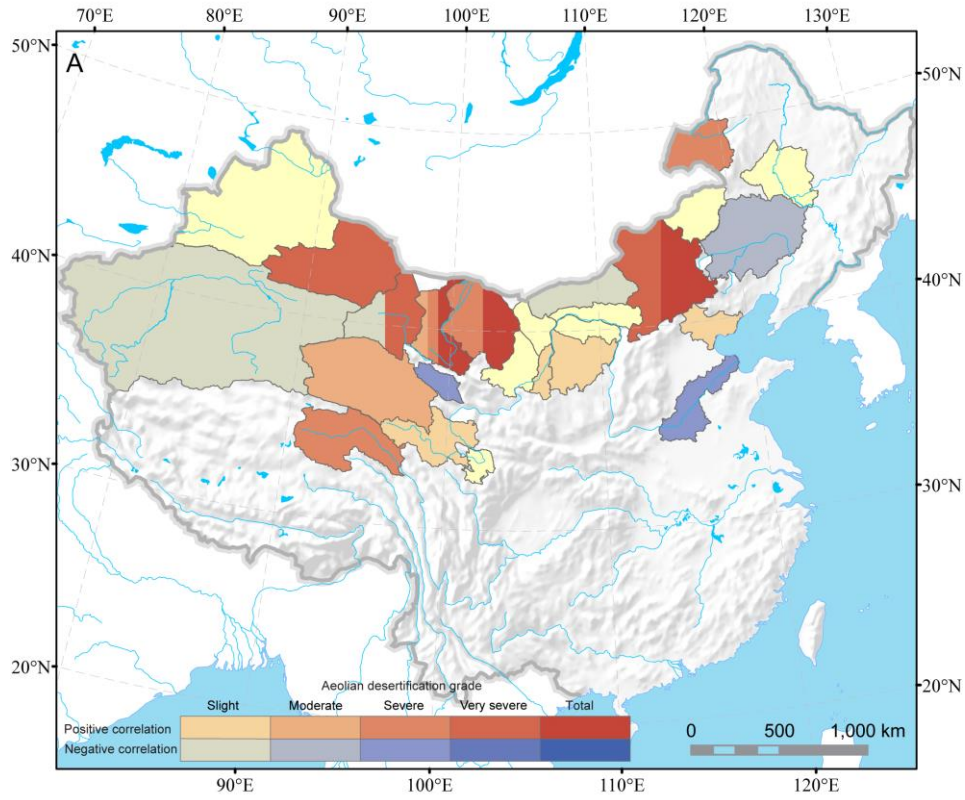 70°E 80°E 90°E 100°E 110°E 120°E 130°E
50°N A 50°N
40°N 40°N
30°N 30°N
20°N 20°N
Aeolian desertification grade
Slight Moderate Severe Very severe Total
Positive correlation
Negative correlation
0 500 1,000 km
90°E 100°E 110°E 120°E